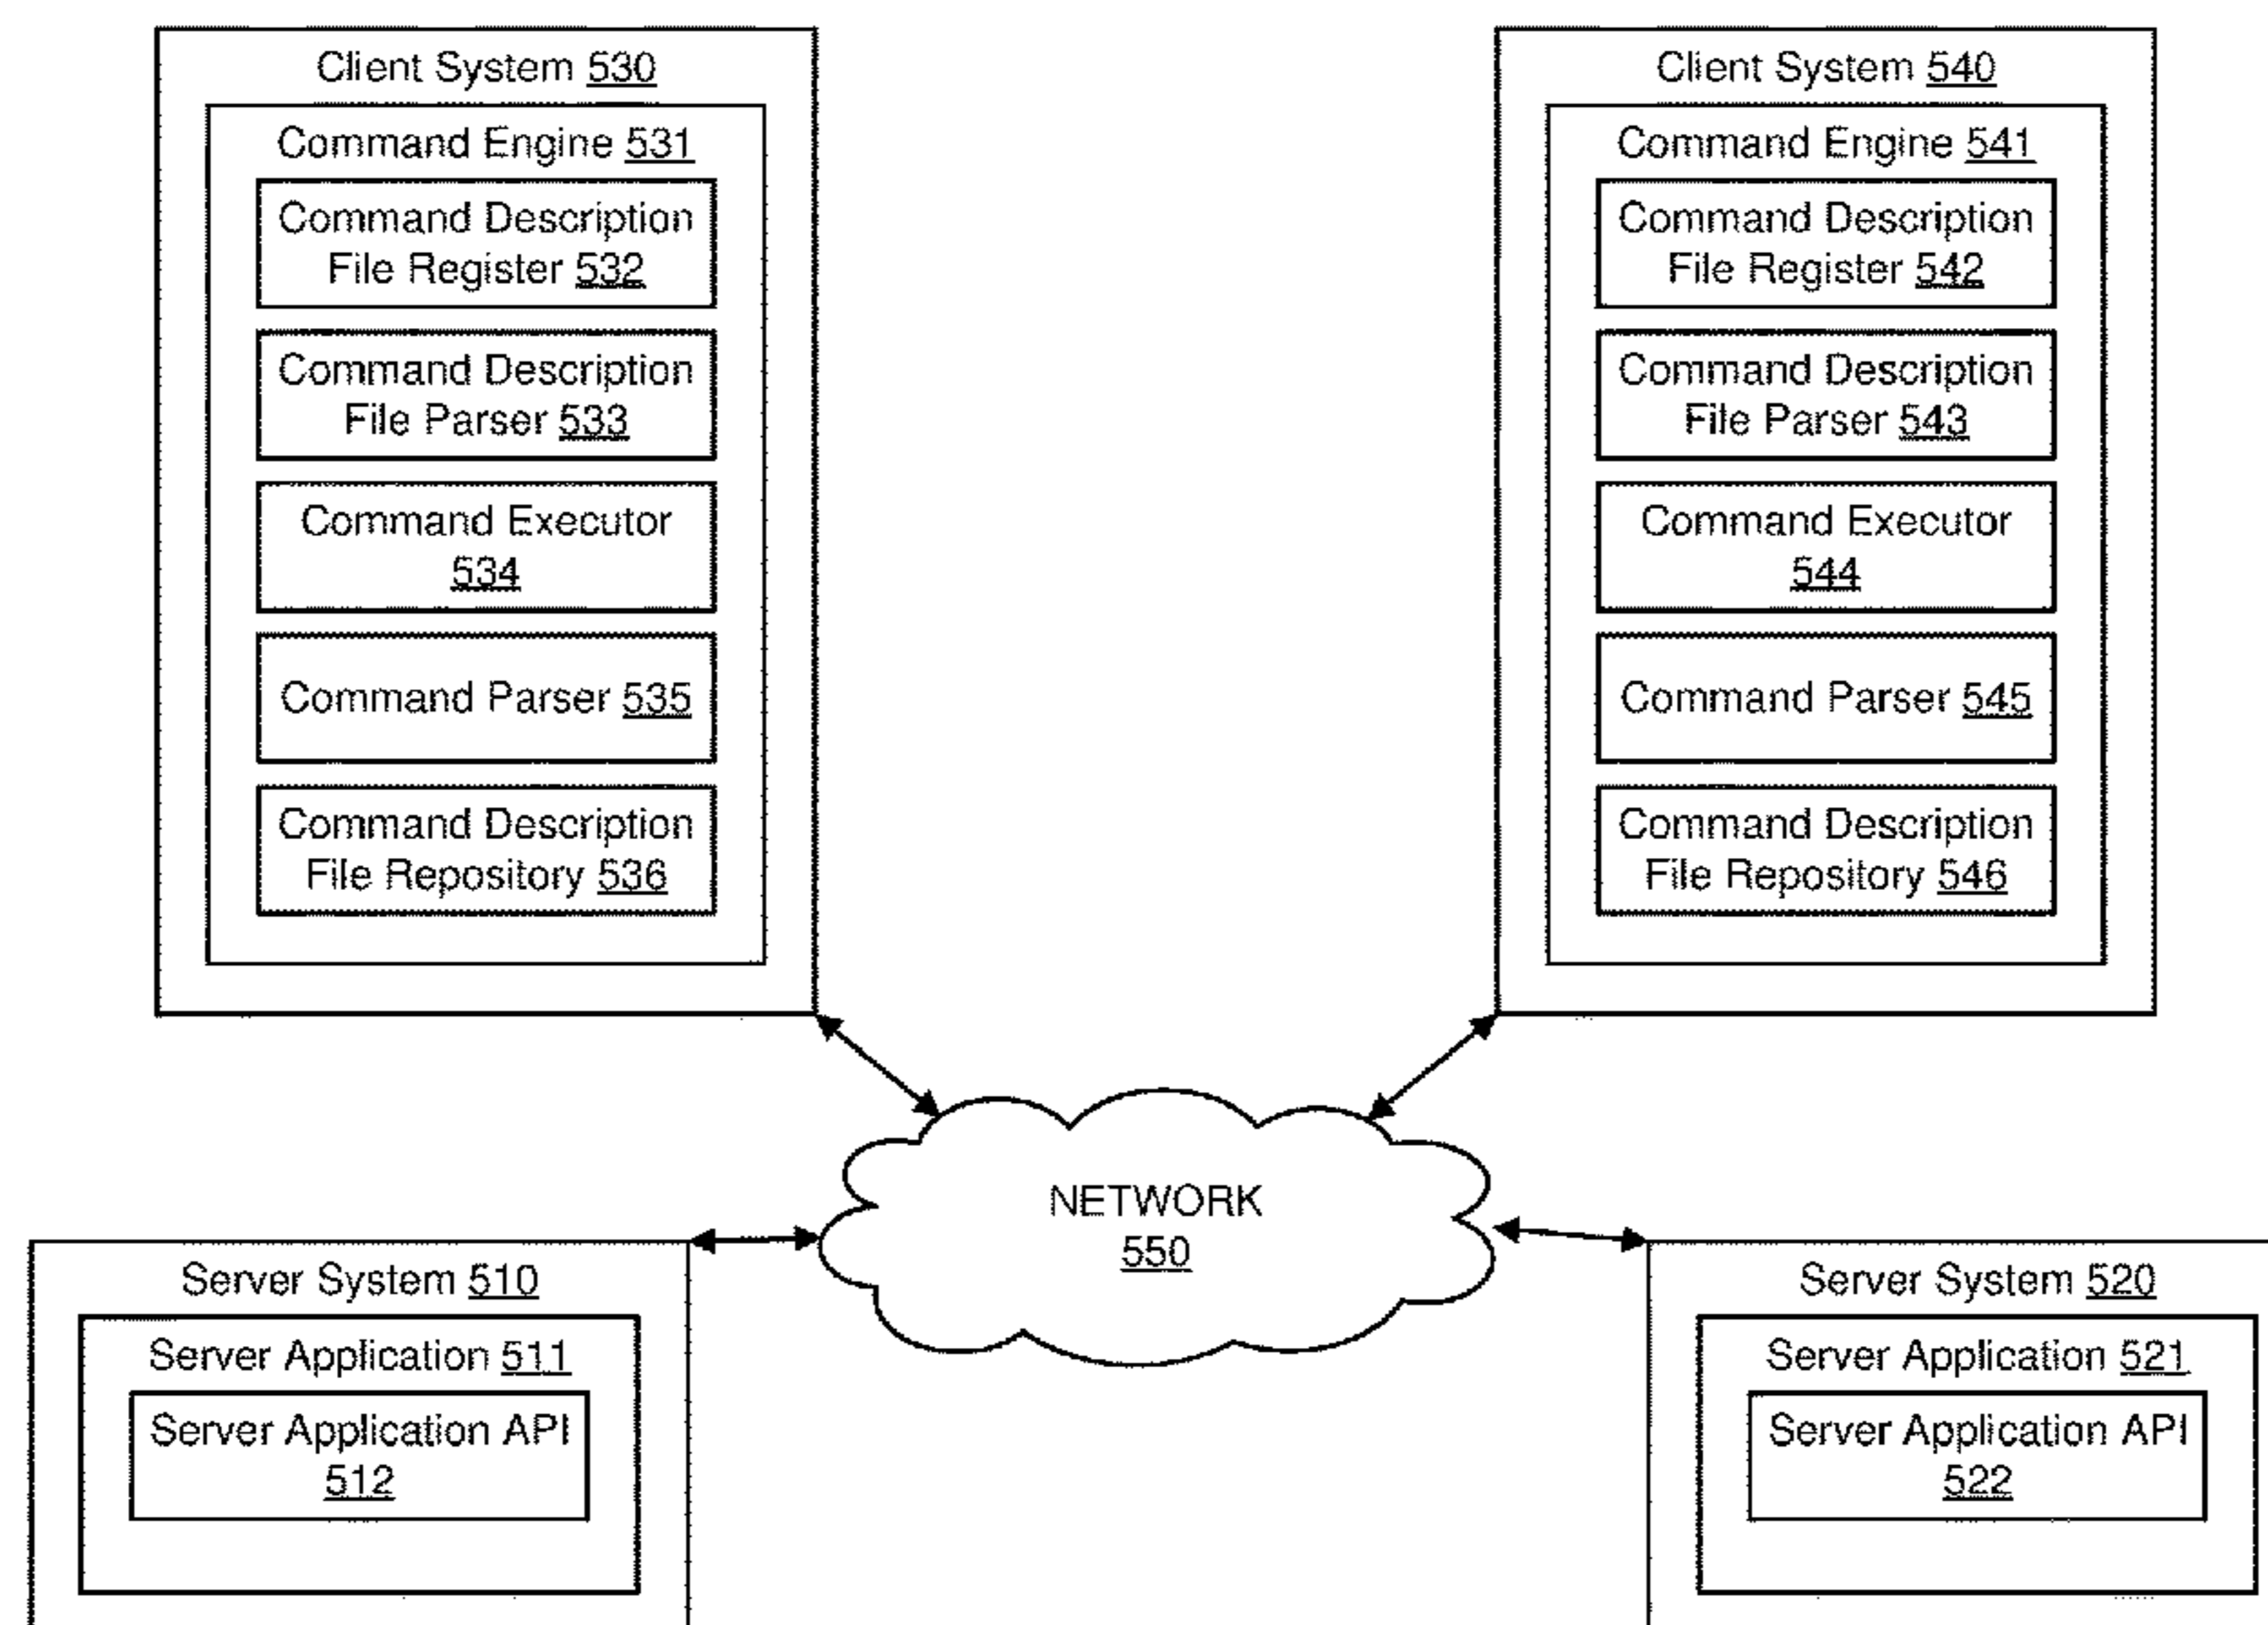 Client System 530
Command Engine 531
Command Description
File Register 532
Command Description
File Parser 533
Command Executor
534
Command Parser 535
Command Description
File Repository 536
Client System 540
Command Engine 541
Command Description
File Register 542
Command Description
File Parser 543
Command Executor
544
Command Parser 545
Command Description
File Repository 546
NETWORK
550
Server System 510
Server Application 511
Server Application API
512
Server System 520
Server Application 521
Server Application API
522